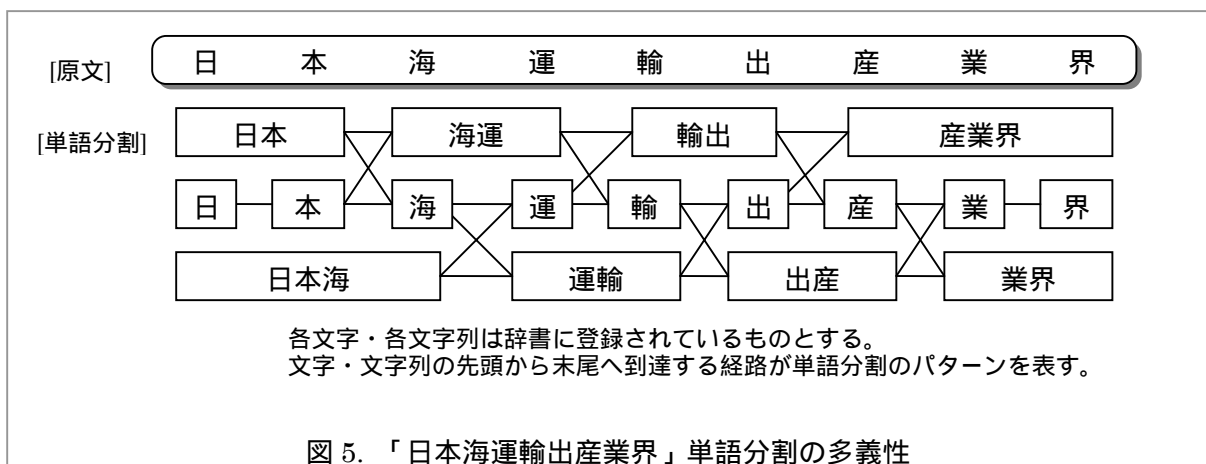 [原文] 日 本 海 運 輸 出 産 業 界
[単語分割] 日本 海運 輸出 産業界
日 本 海 運 輸 出 産 業 界
日本海 運輸 出産 業界
各文字・各文字列は辞書に登録されているものとする。
文字・文字列の先頭から末尾へ到達する経路が単語分割のパターンを表す。
図 5. 「日本海運輸出産業界」単語分割の多義性